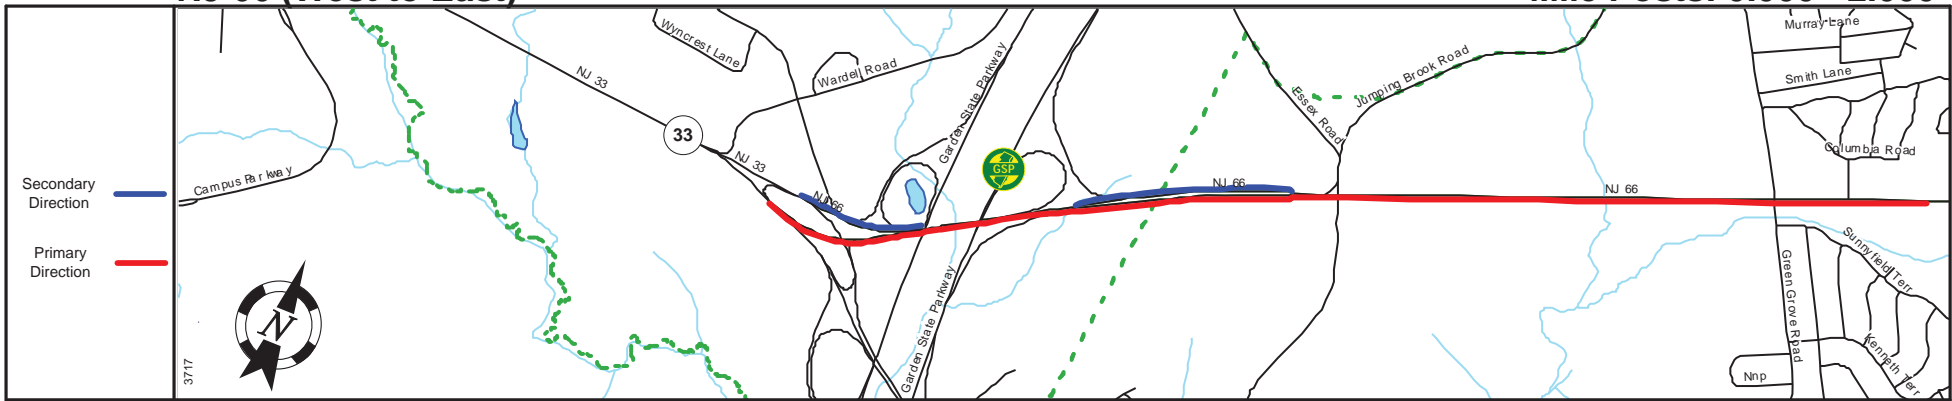 Secondary
Direction
Primary
Direction
Wyncrest Lane
Wardell Road
NJ 33
33
NJ 33
NJ 66
Campus Parkway
Garden State Parkway
GSP
Garden State Parkway
NJ 66
Essex Road
Jumping Brook Road
NJ 66
Murray Lane
Smith Lane
Columbia Road
Green Grove Road
Sunnyfield Terr
Kenneth Terr
Nnp
N
3717